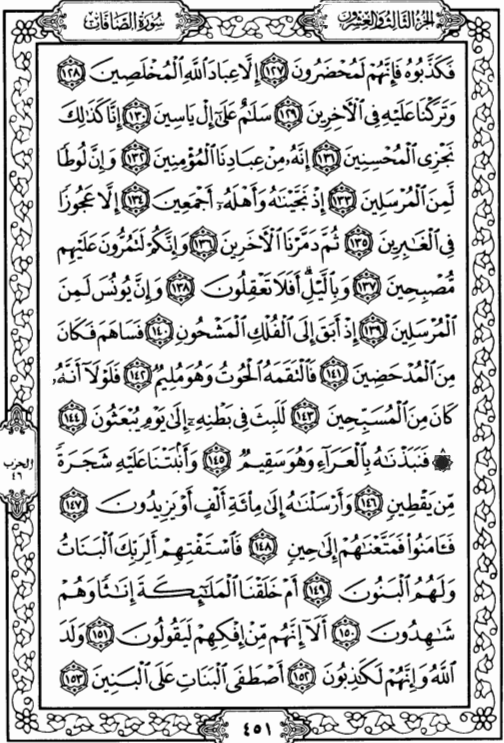 الجزء الثالث والعشرون
سورة الصافات
فَكَذَّبُوهُ فَإِنَّهُمْ لَمُحْضَرُونَ ١٢٧ إِلَّا عِبَادَ اللَّهِ الْمُخْلَصِينَ ١٢٨
وَتَرَكْنَا عَلَيْهِ فِي الْآخِرِينَ ١٢٩ سَلَامٌ عَلَىٰ إِلْ يَاسِينَ ١٣٠ إِنَّا كَذَٰلِكَ
نَجْزِي الْمُحْسِنِينَ ١٣١ إِنَّهُ مِنْ عِبَادِنَا الْمُؤْمِنِينَ ١٣٢ وَإِنَّ لُوطًا
لَّمِنَ الْمُرْسَلِينَ ١٣٣ إِذْ نَجَّيْنَاهُ وَأَهْلَهُ أَجْمَعِينَ ١٣٤ إِلَّا عَجُوزًا
فِي الْغَابِرِينَ ١٣٥ ثُمَّ دَمَّرْنَا الْآخَرِينَ ١٣٦ وَإِنَّكُمْ لَتَمُرُّونَ عَلَيْهِم
مُّصْبِحِينَ ١٣٧ وَبِاللَّيْلِ ۗ أَفَلَا تَعْقِلُونَ ١٣٨ وَإِنَّ يُونُسَ لَمِنَ
الْمُرْسَلِينَ ١٣٩ إِذْ أَبَقَ إِلَى الْفُلْكِ الْمَشْحُونِ ١٤٠ فَسَاهَمَ فَكَانَ
مِنَ الْمُدْحَضِينَ ١٤١ فَالْتَقَمَهُ الْحُوتُ وَهُوَ مُلِيمٌ ١٤٢ فَلَوْلَا أَنَّهُ
كَانَ مِنَ الْمُسَبِّحِينَ ١٤٣ لَلَبِثَ فِي بَطْنِهِ إِلَىٰ يَوْمِ يُبْعَثُونَ ١٤٤
۞ فَنَبَذْنَاهُ بِالْعَرَاءِ وَهُوَ سَقِيمٌ ١٤٥ وَأَنبَتْنَا عَلَيْهِ شَجَرَةً
مِّن يَقْطِينٍ ١٤٦ وَأَرْسَلْنَاهُ إِلَىٰ مِائَةِ أَلْفٍ أَوْ يَزِيدُونَ ١٤٧
فَآمَنُوا فَمَتَّعْنَاهُمْ إِلَىٰ حِينٍ ١٤٨ فَاسْتَفْتِهِمْ أَلِرَبِّكَ الْبَنَاتُ
وَلَهُمُ الْبَنُونَ ١٤٩ أَمْ خَلَقْنَا الْمَلَائِكَةَ إِنَاثًا وَهُمْ
شَاهِدُونَ ١٥٠ أَلَا إِنَّهُم مِّنْ إِفْكِهِمْ لَيَقُولُونَ ١٥١ وَلَدَ
اللَّهُ وَإِنَّهُمْ لَكَاذِبُونَ ١٥٢ أَصْطَفَى الْبَنَاتِ عَلَى الْبَنِينَ ١٥٣
الحزب
٤٦
٤٥١